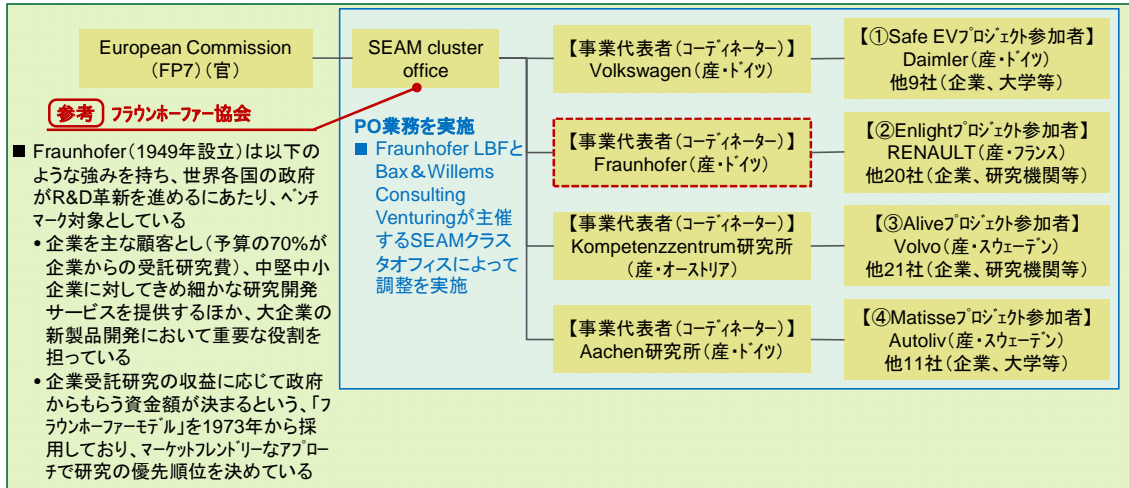 European Commission
(FP7)(官)
SEAM cluster
office
参考 フラウンホーファー協会
■ Fraunhofer(1949年設立)は以下の
ような強みを持ち、世界各国の政府
がR&D革新を進めるにあたり、ベンチ
マーク対象としている
• 企業を主な顧客とし(予算の70%が
企業からの受託研究費)、中堅中小
企業に対してきめ細かな研究開発
サービスを提供するほか、大企業の
新製品開発において重要な役割を
担っている
• 企業受託研究の収益に応じて政府
からもらう資金額が決まるという、「フ
ラウンホーファーモデル」を1973年から採
用しており、マーケットフレンドリーなアプロー
チで研究の優先順位を決めている
PO業務を実施
■ Fraunhofer LBFと
Bax&Willems
Consulting
Venturingが主催
するSEAMクラス
タオフィスによって
調整を実施
【事業代表者(コーディネーター)】
Volkswagen(産・ドイツ)
【事業代表者(コーディネーター)】
Fraunhofer(産・ドイツ)
【事業代表者(コーディネーター)】
Kompetenzzentrum研究所
(産・オーストリア)
【事業代表者(コーディネーター)】
Aachen研究所(産・ドイツ)
【①Safe EVプロジェクト参加者】
Daimler(産・ドイツ)
他9社(企業、大学等)
【②Enlightプロジェクト参加者】
RENAULT(産・フランス)
他20社(企業、研究機関等)
【③Aliveプロジェクト参加者】
Volvo(産・スウェーデン)
他21社(企業、研究機関等)
【④Matisseプロジェクト参加者】
Autoliv(産・スウェーデン)
他11社(企業、大学等)